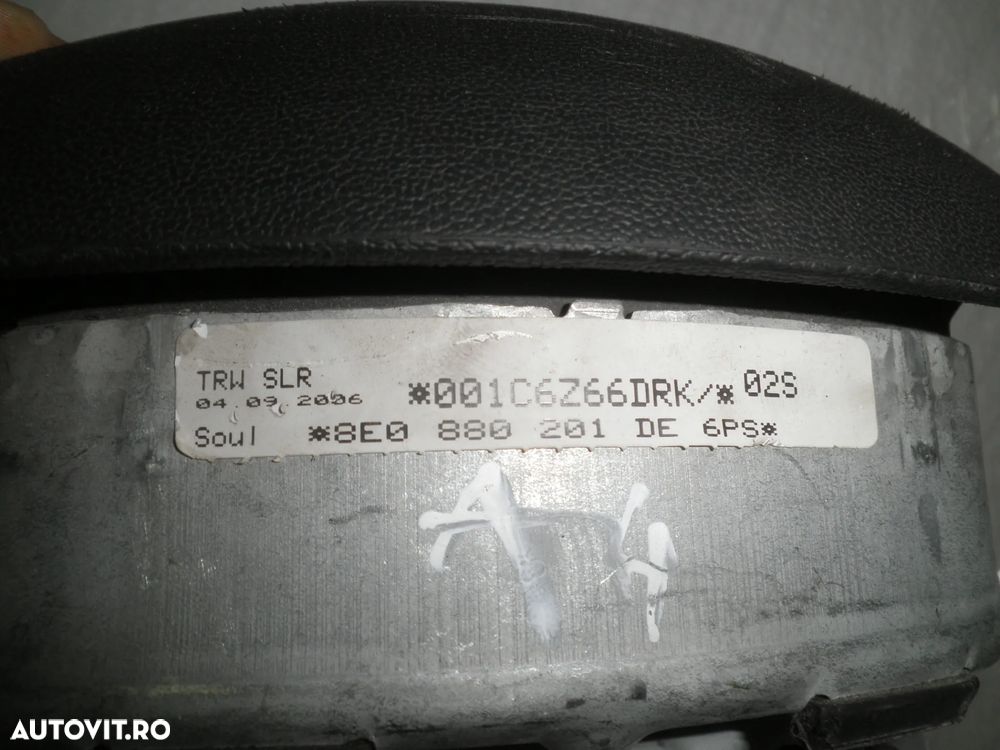 TRW SLR *001C6Z66DRK/* 02S
04.09.2006
Soul *8E0 880 201 DE 6PS*
A4
AUTOVIT.RO